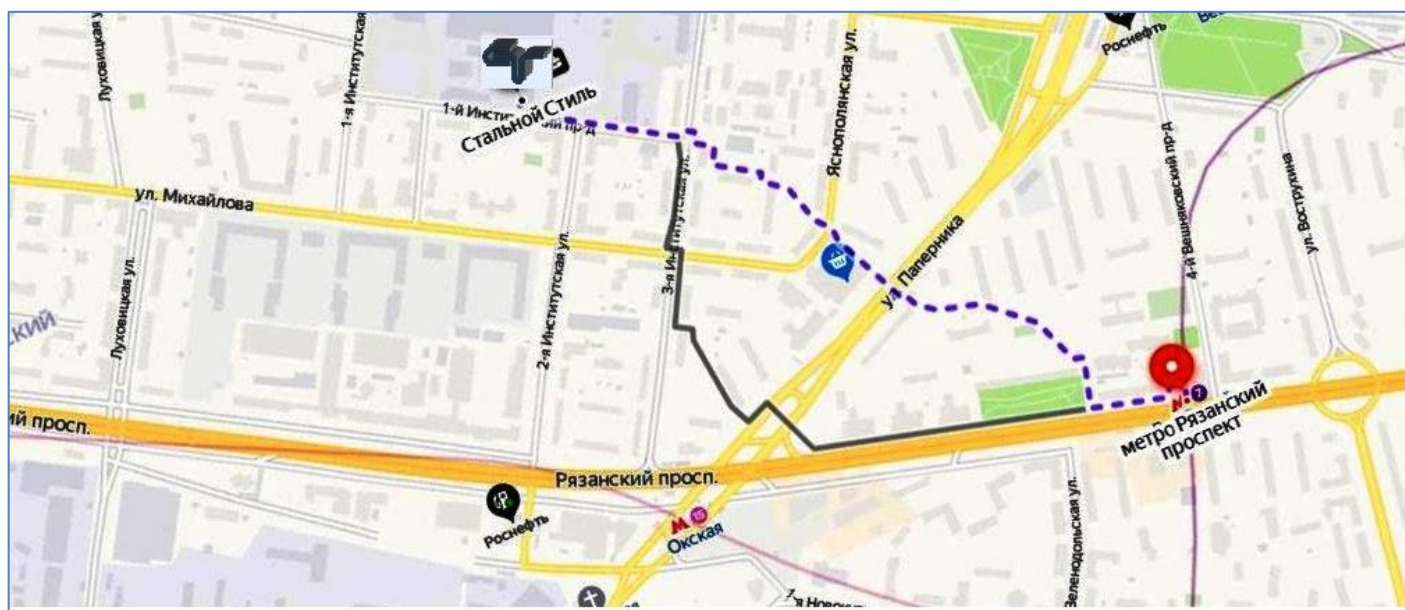 Роснефть
Луховицкая ул.
1-я Институтская ул.
1-й
пр-д
Стальной Стиль
Яснополянская ул.
4-й Вешняковский пр-д
ул. Вострухина
ул. Михайлова
3-я Институтская ул.
ул. Паперника
2-я Институтская ул.
Луховицкая ул.
7
метро Рязанский
проспект
просп.
Рязанский просп.
Роснефть
15
Окская
Зеленодольская ул.